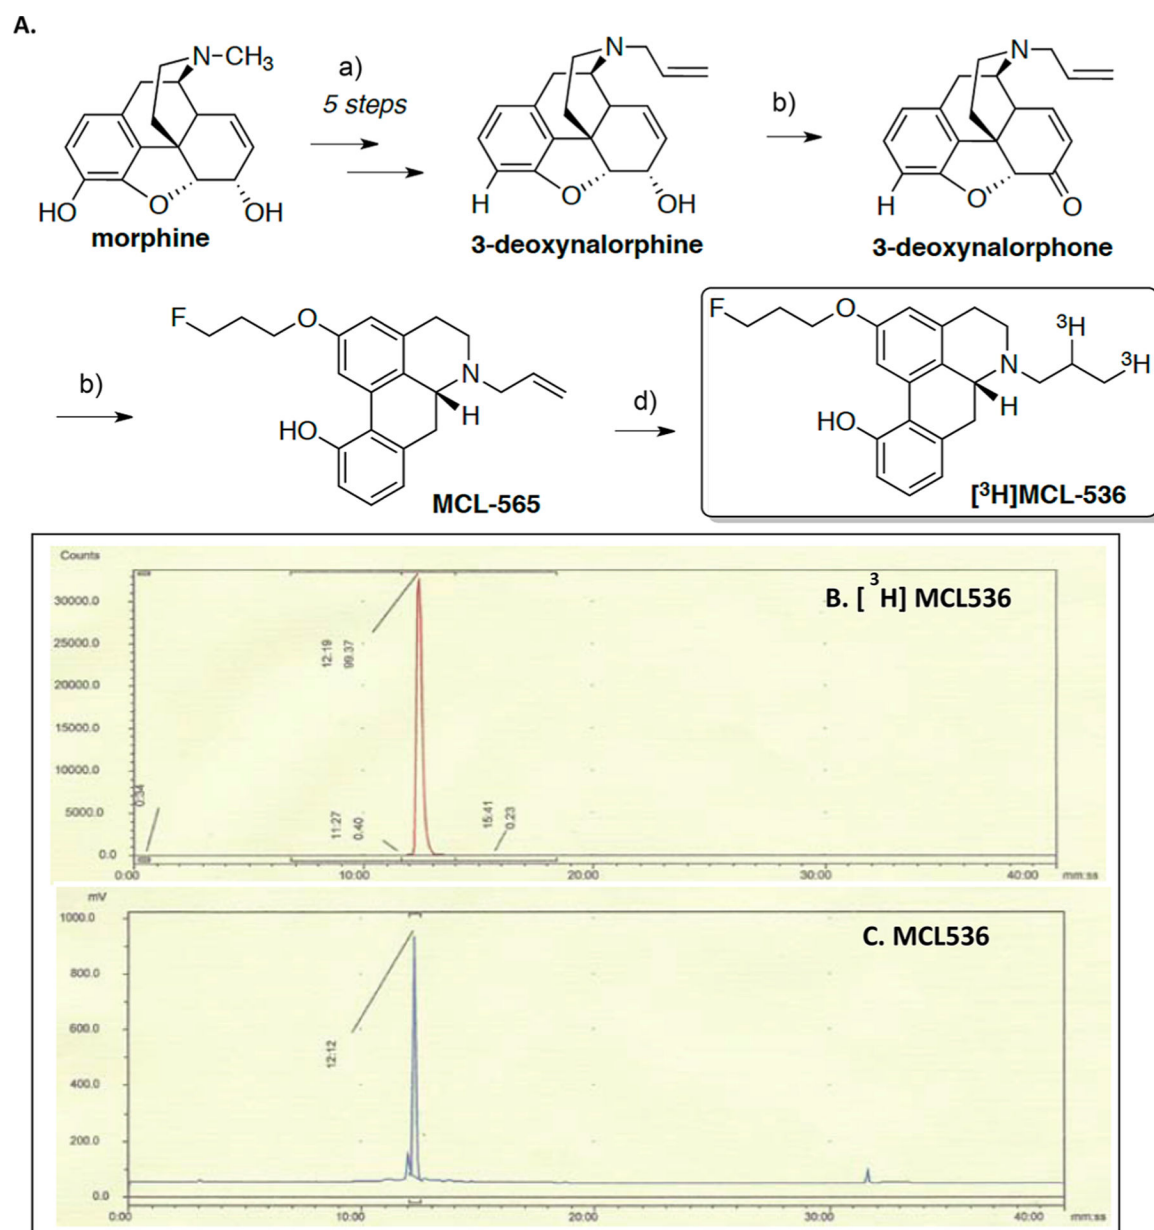 A.
N-CH₃
a)
5 steps
N
b)
N
HO
O
OH
morphine
H
O
OH
3-deoxynalorphine
H
O
O
3-deoxynalorphone
F
O
b)
N
H
HO
MCL-565
d)
F
O
³H
³H
N
H
HO
[³H]MCL-536
Counts
B. [³H] MCL536
30000.0
25000.0
20000.0
15000.0
10000.0
5000.0
0.0
12:19
99.37
0:34
11:27
0.40
15:41
0.23
0:00
10:00
20:00
30:00
40:00
mm:ss
mV
C. MCL536
1000.0
800.0
600.0
400.0
200.0
0.0
12:12
0:00
10:00
20:00
30:00
40:00
mm:ss